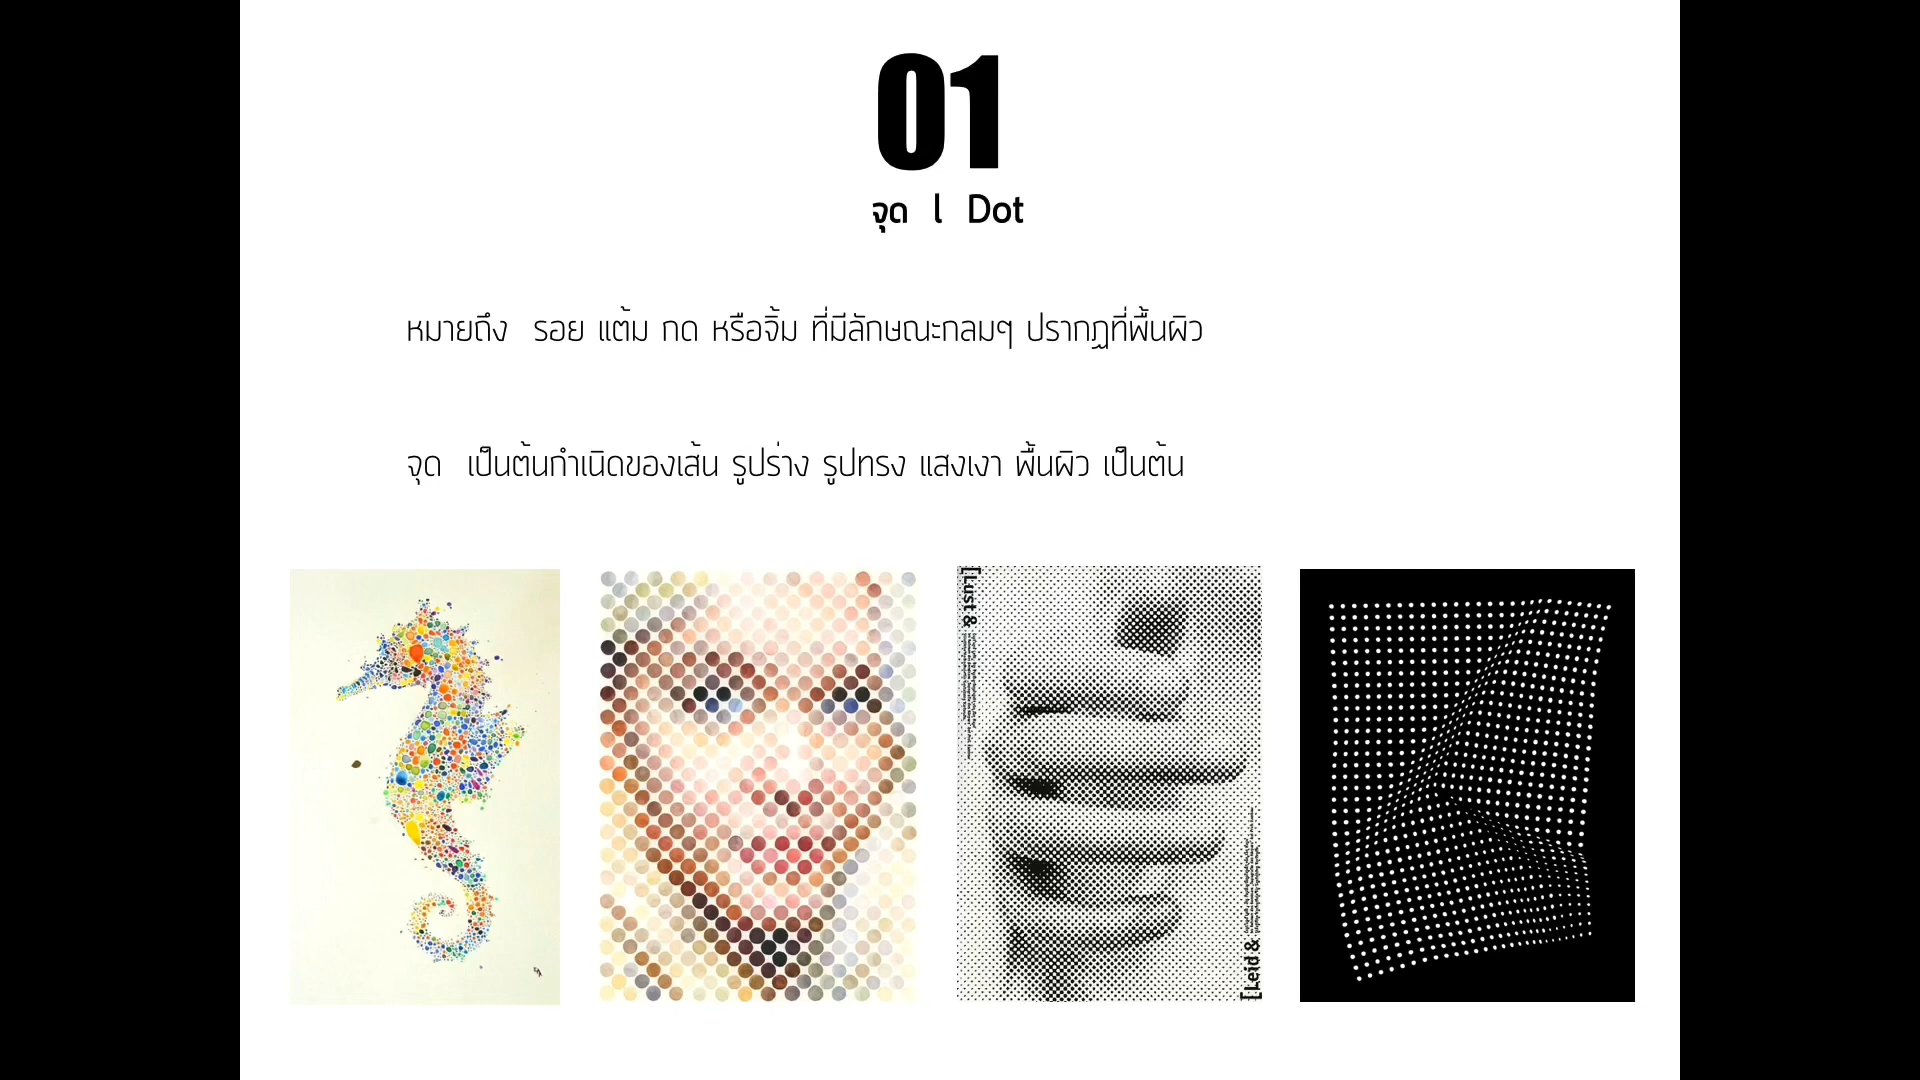 01
จุด l Dot
หมายถึง รอย แต้ม กด หรือจิ้ม ที่มีลักษณะกลมๆ ปรากฏที่พื้นผิว
จุด เป็นต้นกำเนิดของเส้น รูปร่าง รูปทรง แสงเงา พื้นผิว เป็นต้น
[Lust &
[Leid &